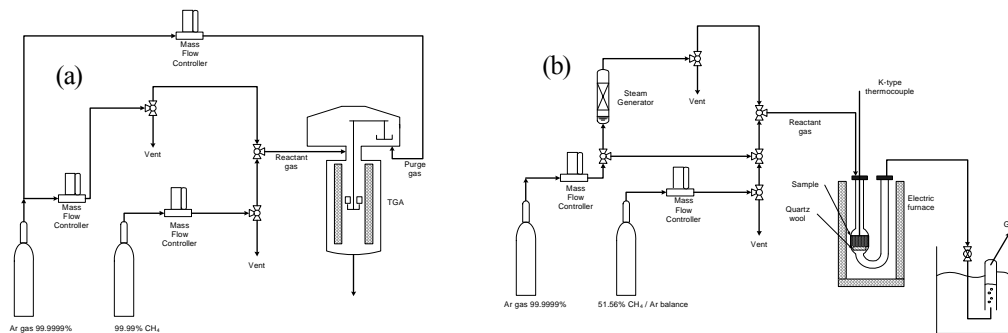 Mass
Flow
Controller
(a)
Vent
Reactant
gas
Purge
gas
TGA
Mass
Flow
Controller
Mass
Flow
Controller
Vent
Ar gas 99.9999%
99.99% CH₄
(b)
Steam
Generator
Vent
K-type
thermocouple
Reactant
gas
Mass
Flow
Controller
Mass
Flow
Controller
Sample
Quartz
wool
Electric
furnace
Vent
G
Ar gas 99.9999%
51.56% CH₄ / Ar balance